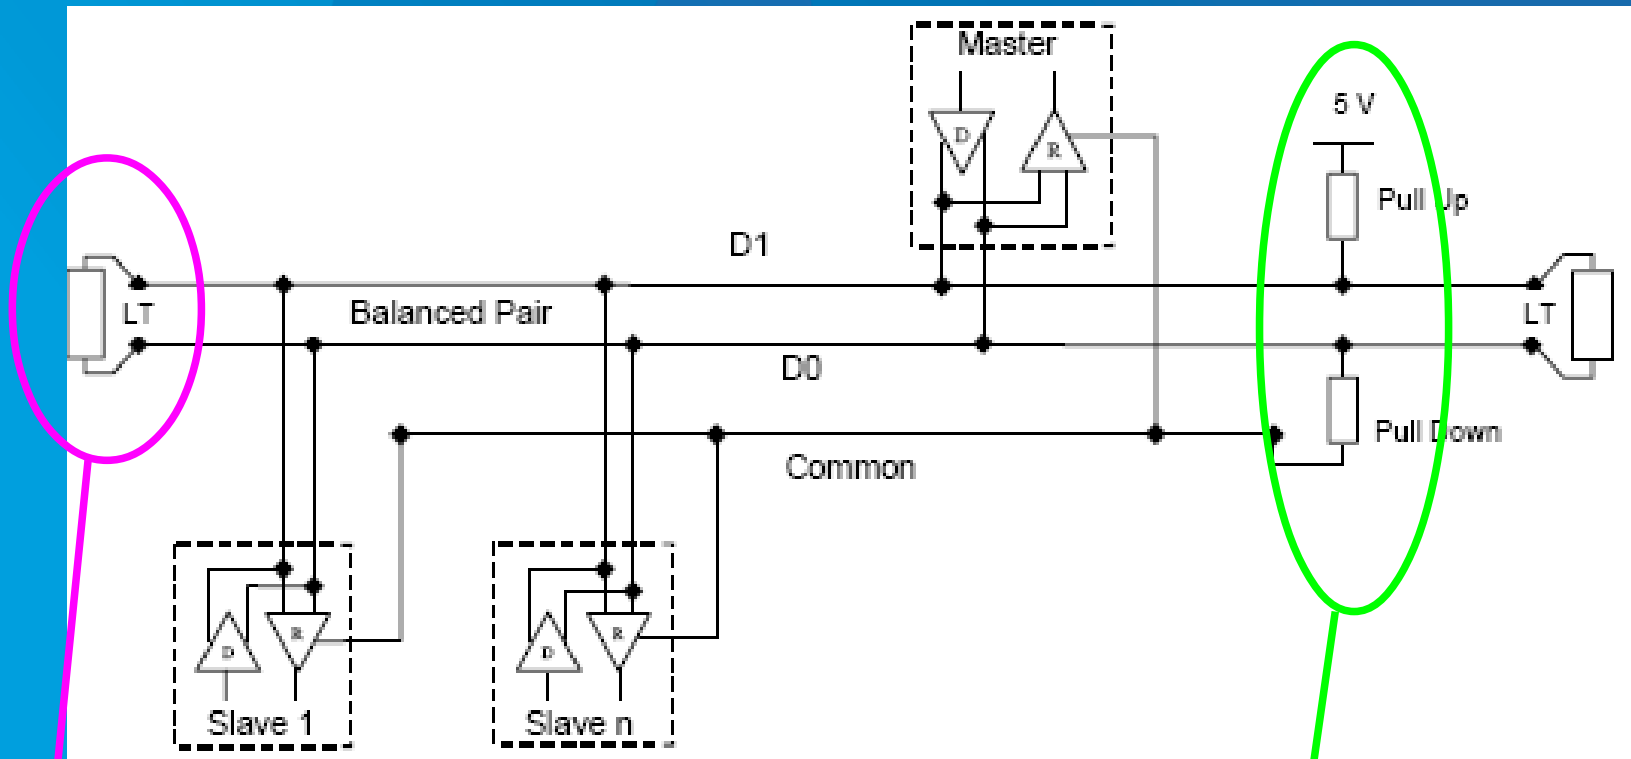 Master
5 V
D
R
Pull Up
D1
LT
Balanced Pair
LT
D0
Pull Down
Common
D
R
D
R
Slave 1
Slave n